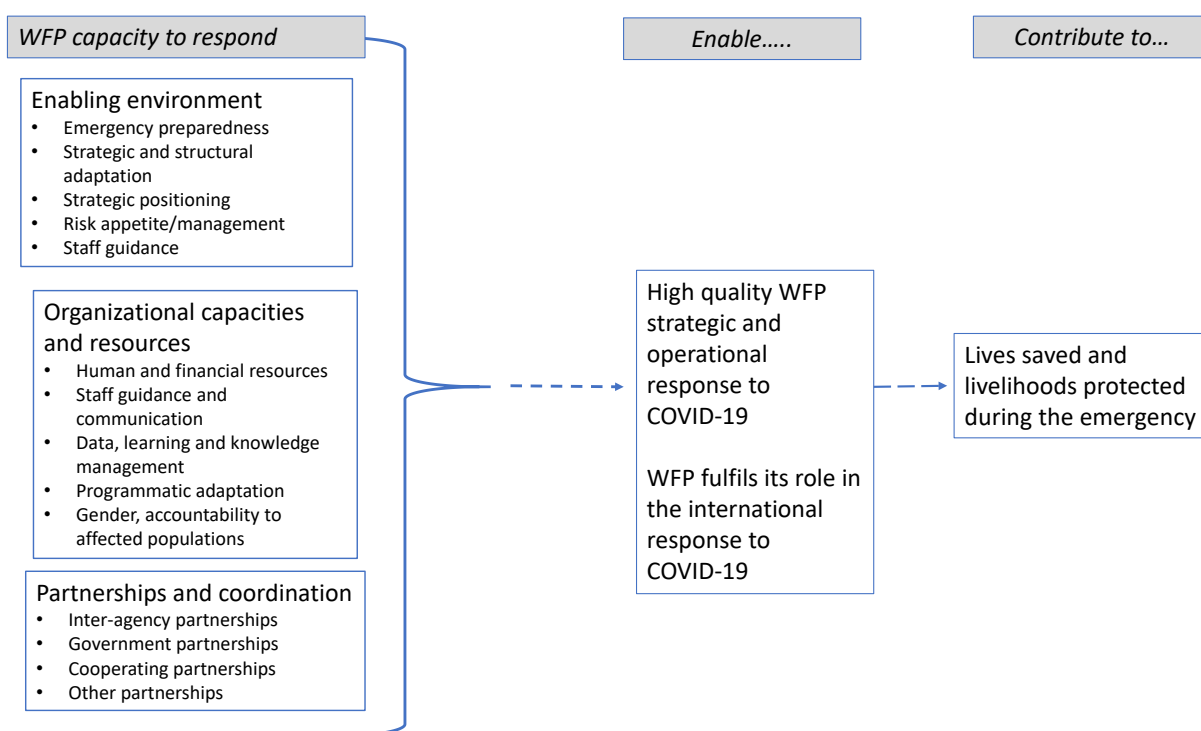 WFP capacity to respond
Enabling environment
• Emergency preparedness
• Strategic and structural
adaptation
• Strategic positioning
• Risk appetite/management
• Staff guidance
Organizational capacities
and resources
• Human and financial resources
• Staff guidance and
communication
• Data, learning and knowledge
management
• Programmatic adaptation
• Gender, accountability to
affected populations
Partnerships and coordination
• Inter-agency partnerships
• Government partnerships
• Cooperating partnerships
• Other partnerships
Enable.....
High quality WFP
strategic and
operational
response to
COVID-19
WFP fulfils its role in
the international
response to
COVID-19
Contribute to…
Lives saved and
livelihoods protected
during the emergency